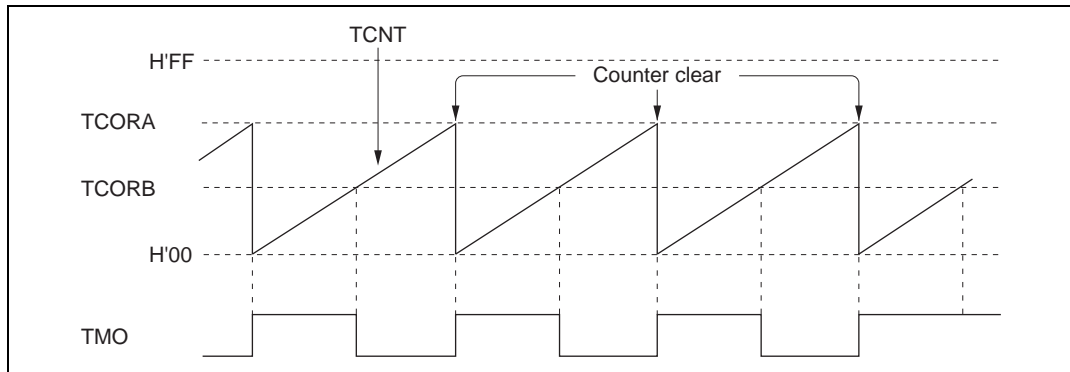 TCNT
H'FF
Counter clear
TCORA
TCORB
H'00
TMO